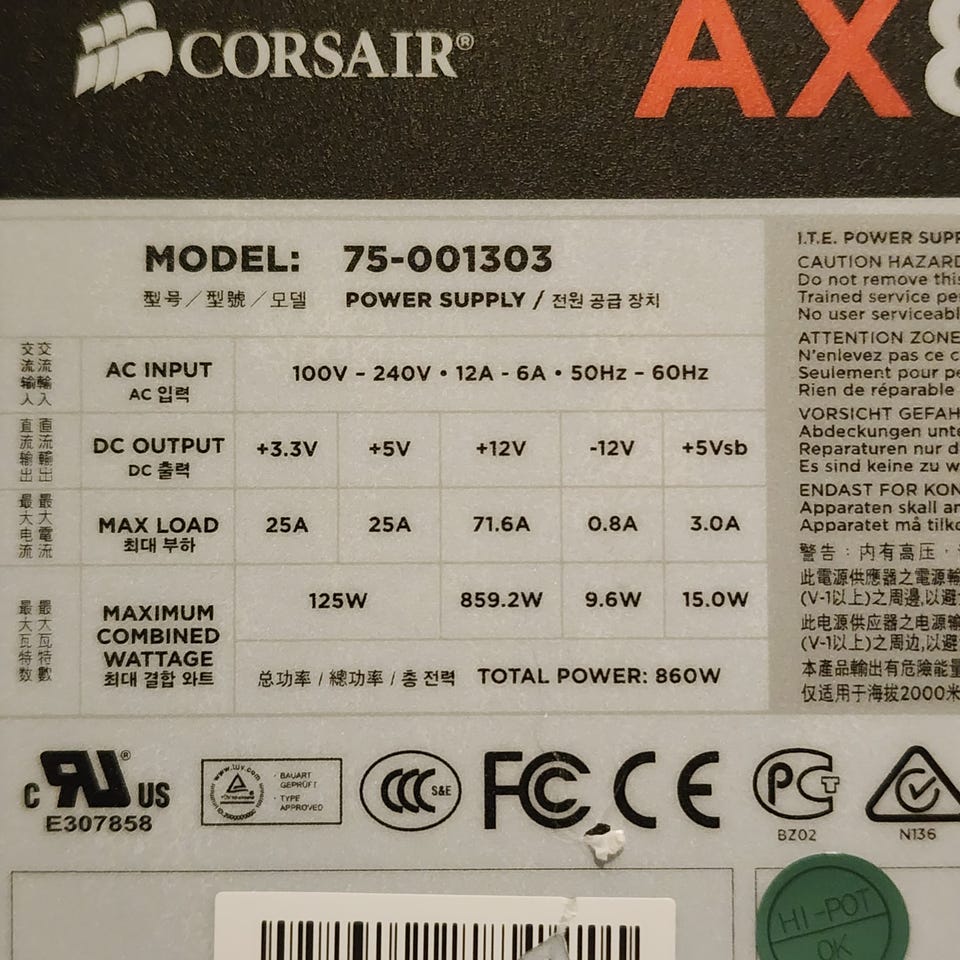 CORSAIR®
AX8
MODEL: 75-001303
型号／型號／모델 POWER SUPPLY / 전원 공급 장치
交流输入 交流輸入 AC INPUT 100V - 240V • 12A - 6A • 50Hz - 60Hz
AC 입력
直流输出 直流輸出 DC OUTPUT +3.3V +5V +12V -12V +5Vsb
DC 출력
最大电流 最大電流 MAX LOAD 25A 25A 71.6A 0.8A 3.0A
최대 부하
最大瓦特数 最大瓦特數 MAXIMUM COMBINED WATTAGE 125W 859.2W 9.6W 15.0W
최대 결합 와트 总功率 / 總功率 / 총 전력 TOTAL POWER: 860W
I.T.E. POWER SUPP
CAUTION HAZARD
Do not remove this
Trained service pe
No user serviceabl
ATTENTION ZONE
N'enlevez pas ce c
Seulement pour pe
Rien de réparable
VORSICHT GEFAH
Abdeckungen unte
Reparaturen nur d
Es sind keine zu w
ENDAST FOR KON
Apparaten skall an
Apparatet må tilko
警告：内有高压，
此電源供應器之電源輸
(V-1以上)之周邊,以避
此电源供应器之电源输
(V-1以上)之周边,以避
本產品輸出有危險能量
仅适用于海拔2000米
c RU® US
E307858
www.tuv.com
BAUART GEPRÜFT
TYPE APPROVED
CCC S&E
FC
CE
PCT
BZ02
N136
HI-POT
OK